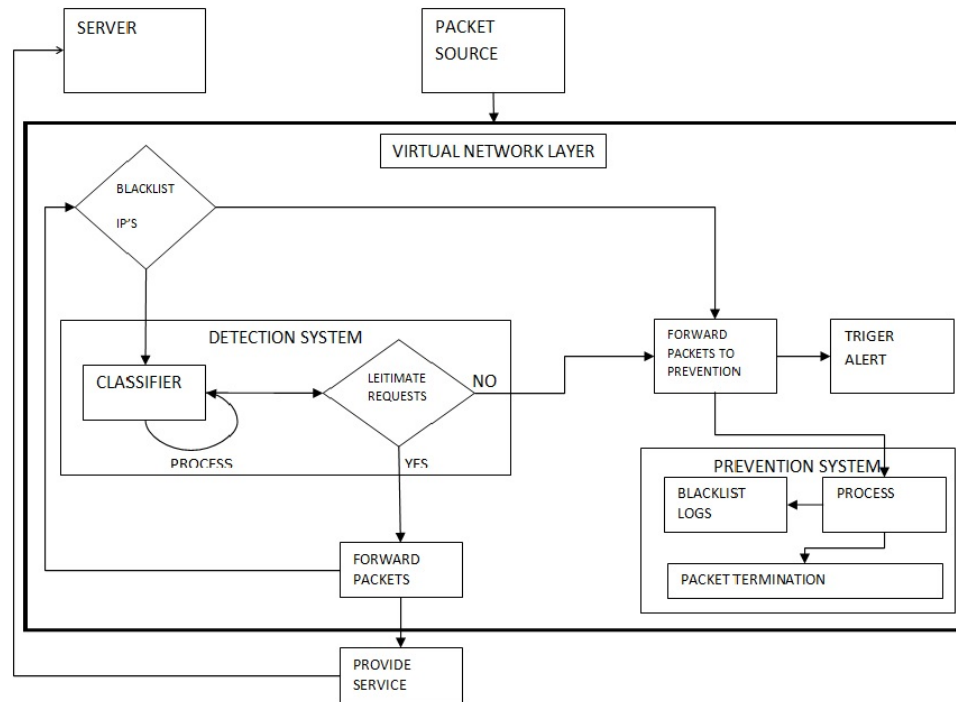 SERVER
PACKET
SOURCE
VIRTUAL NETWORK LAYER
BLACKLIST
IP'S
DETECTION SYSTEM
CLASSIFIER
PROCESS
LEITIMATE
REQUESTS
NO
YES
FORWARD
PACKETS TO
PREVENTION
TRIGER
ALERT
PREVENTION SYSTEM
BLACKLIST
LOGS
PROCESS
PACKET TERMINATION
FORWARD
PACKETS
PROVIDE
SERVICE